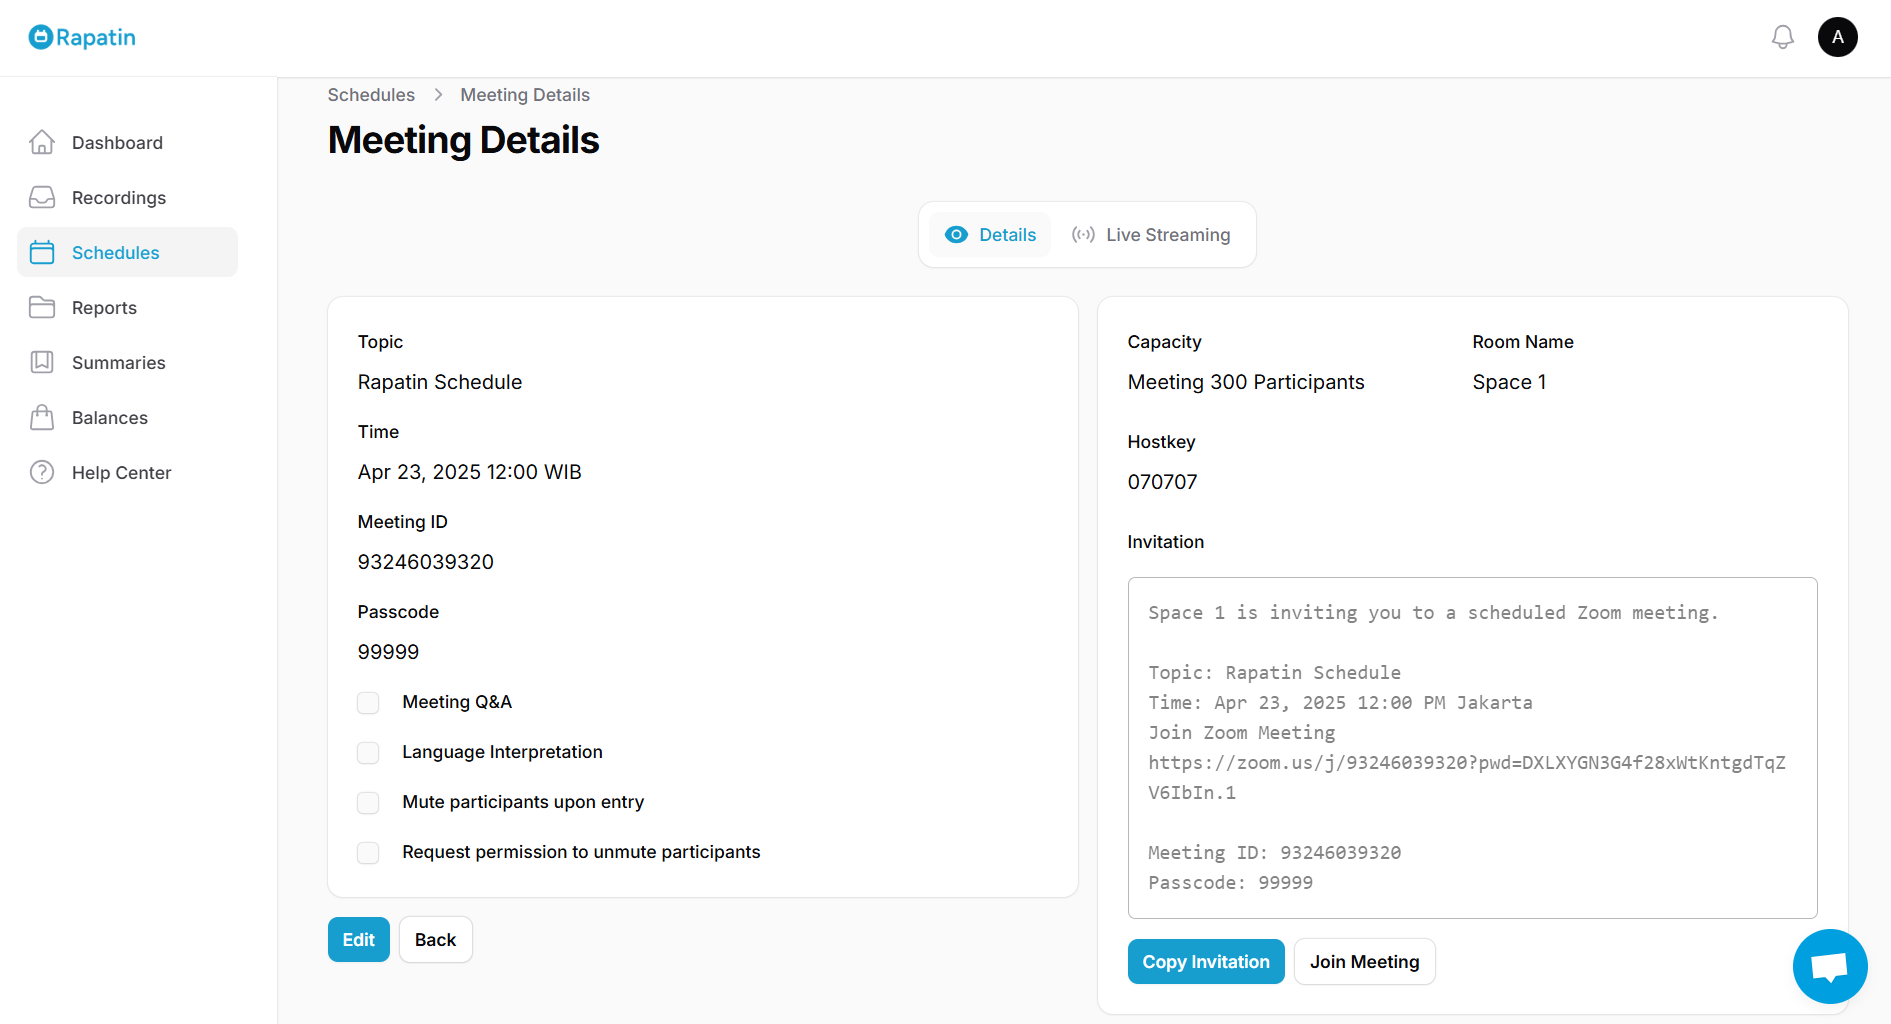 Rapatin
A
Dashboard
Recordings
Schedules
Reports
Summaries
Balances
Help Center
Schedules > Meeting Details
Meeting Details
Details
Live Streaming
Topic
Rapatin Schedule
Time
Apr 23, 2025 12:00 WIB
Meeting ID
93246039320
Passcode
99999
Meeting Q&A
Language Interpretation
Mute participants upon entry
Request permission to unmute participants
Edit
Back
Capacity
Meeting 300 Participants
Room Name
Space 1
Hostkey
070707
Invitation
Space 1 is inviting you to a scheduled Zoom meeting.
Topic: Rapatin Schedule
Time: Apr 23, 2025 12:00 PM Jakarta
Join Zoom Meeting
https://zoom.us/j/93246039320?pwd=DXLXYGN3G4f28xWtKntgdTqZ
V6IbIn.1
Meeting ID: 93246039320
Passcode: 99999
Copy Invitation
Join Meeting